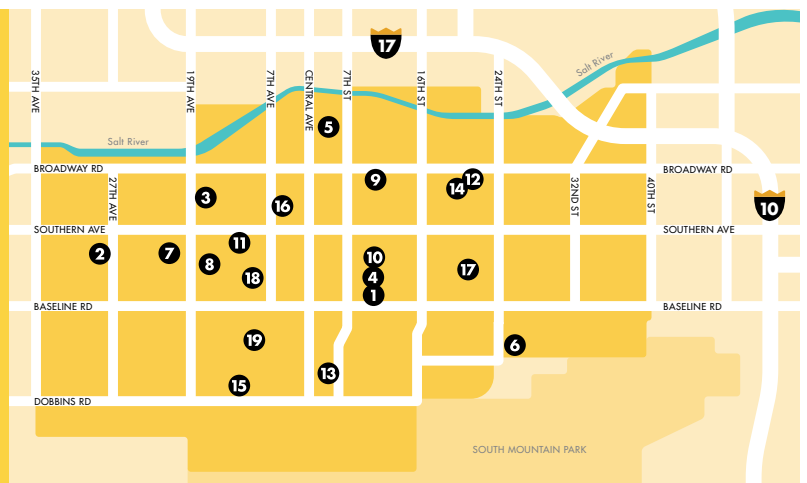 17
Salt River
35TH AVE
19TH AVE
7TH AVE
CENTRAL AVE
7TH ST
16TH ST
24TH ST
5
Salt River
BROADWAY RD
BROADWAY RD
27TH AVE
3
16
9
14
12
32ND ST
40TH ST
10
SOUTHERN AVE
SOUTHERN AVE
2
7
8
11
18
10
4
1
17
BASELINE RD
BASELINE RD
19
15
13
6
DOBBINS RD
SOUTH MOUNTAIN PARK